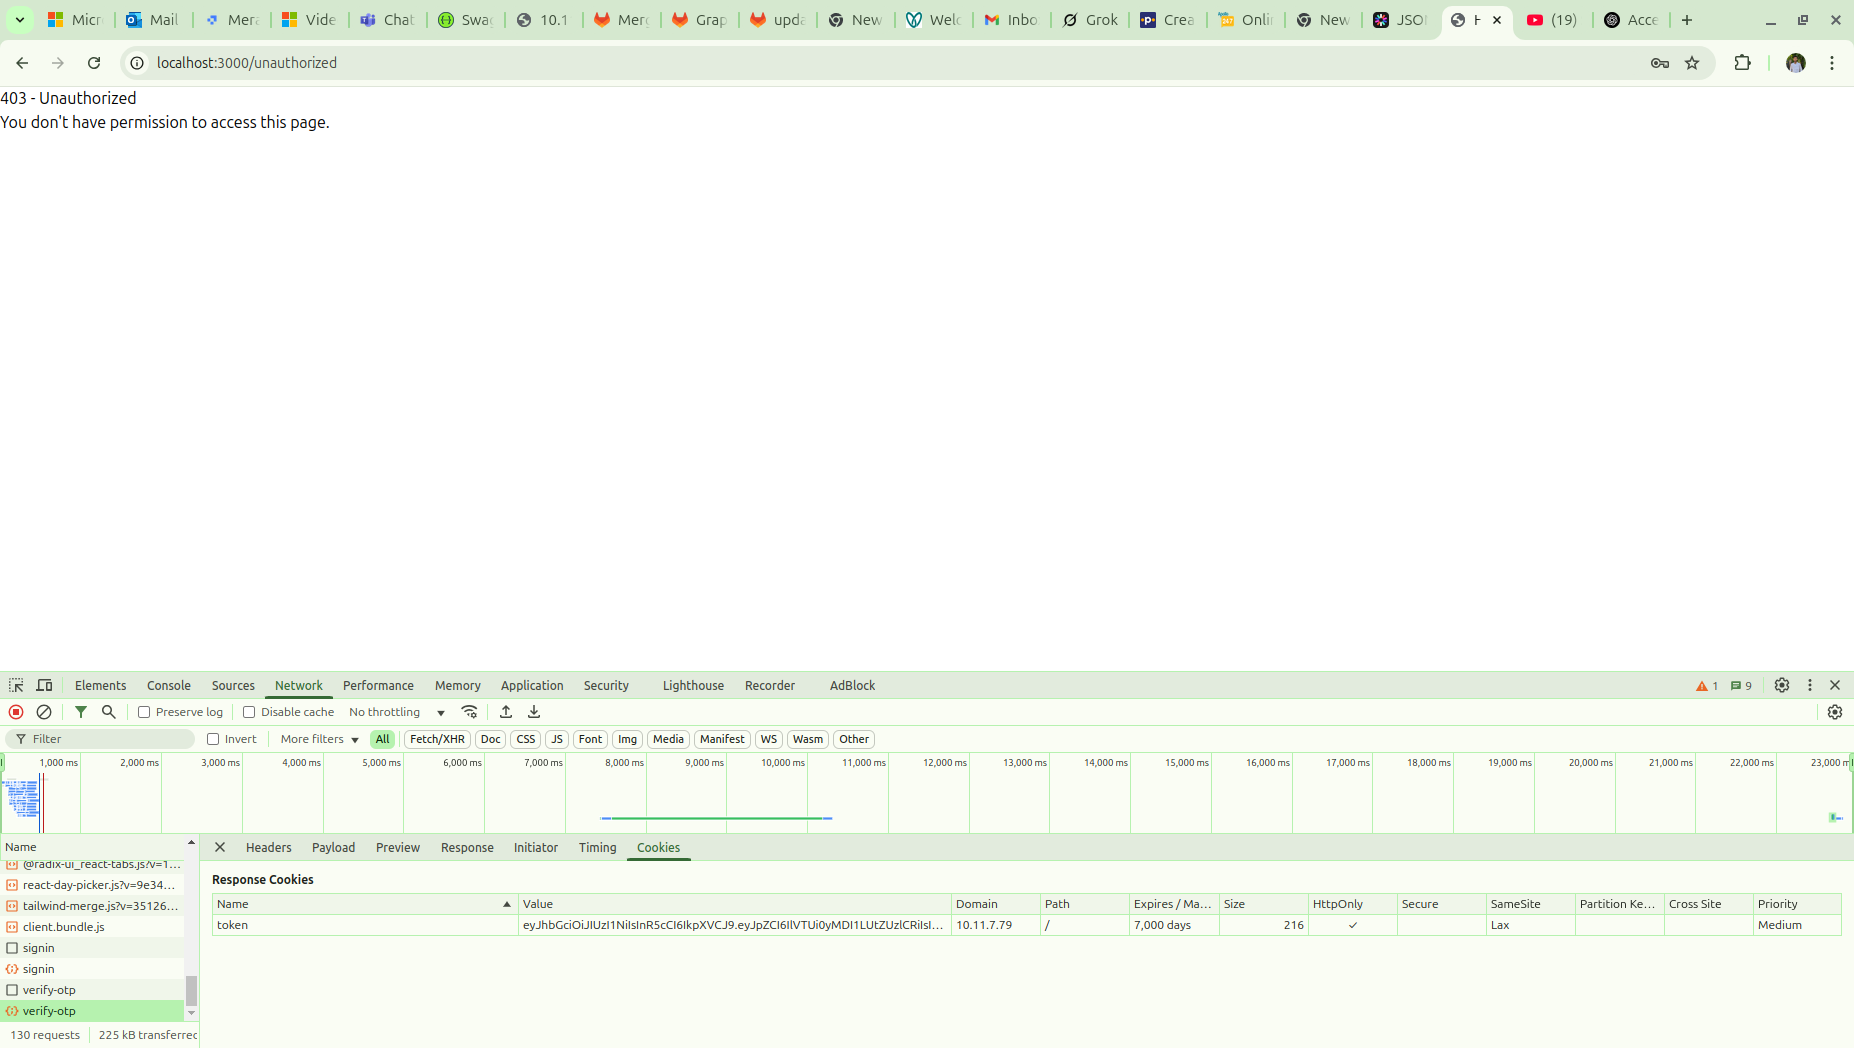 Micr
Mail
Mera
Vide
Chat
Swag
10.1
Merg
Grap
upda
New
Welc
Inbo
Grok
Crea
Onlin
New
JSON
(19)
Acce
localhost:3000/unauthorized
403 - Unauthorized
You don't have permission to access this page.
Elements Console Sources Network Performance Memory Application Security Lighthouse Recorder AdBlock 1 9
Preserve log Disable cache No throttling
Filter Invert More filters All Fetch/XHR Doc CSS JS Font Img Media Manifest WS Wasm Other
1,000 ms 2,000 ms 3,000 ms 4,000 ms 5,000 ms 6,000 ms 7,000 ms 8,000 ms 9,000 ms 10,000 ms 11,000 ms 12,000 ms 13,000 ms 14,000 ms 15,000 ms 16,000 ms 17,000 ms 18,000 ms 19,000 ms 20,000 ms 21,000 ms 22,000 ms 23,000 m
Name
@radix-ui_react-tabs.js?v=1...
react-day-picker.js?v=9e34...
tailwind-merge.js?v=35126...
client.bundle.js
signin
signin
verify-otp
verify-otp
130 requests 225 kB transferred
Headers Payload Preview Response Initiator Timing Cookies
Response Cookies
Name Value Domain Path Expires / Ma... Size HttpOnly Secure SameSite Partition Ke... Cross Site Priority
token eyJhbGciOiJIUzI1NiIsInR5cCI6IkpXVCJ9.eyJpZCI6IlVTUi0yMDI1LUtZUzlCRiIsI... 10.11.7.79 / 7,000 days 216 ✓ Lax Medium